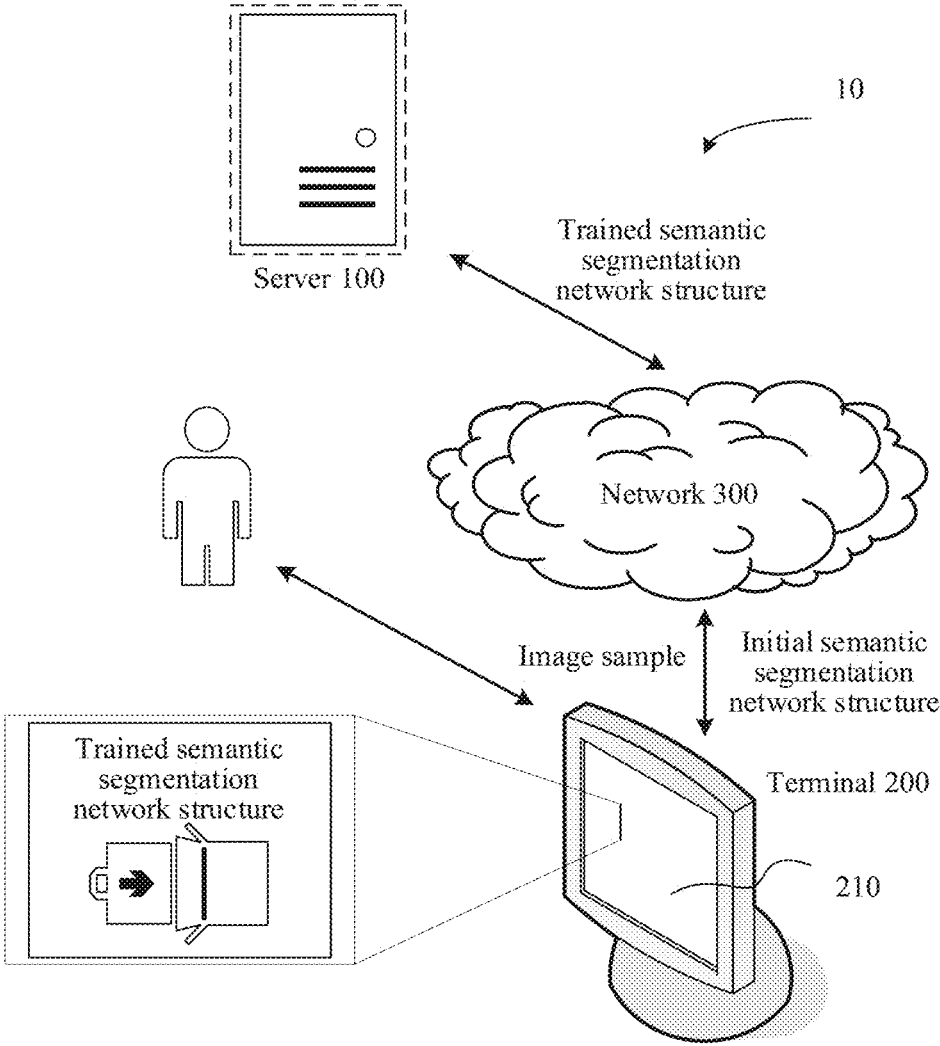 10
Trained semantic
segmentation
network structure
Server 100
Network 300
Image sample
Initial semantic
segmentation
network structure
Trained semantic
segmentation
network structure
Terminal 200
210